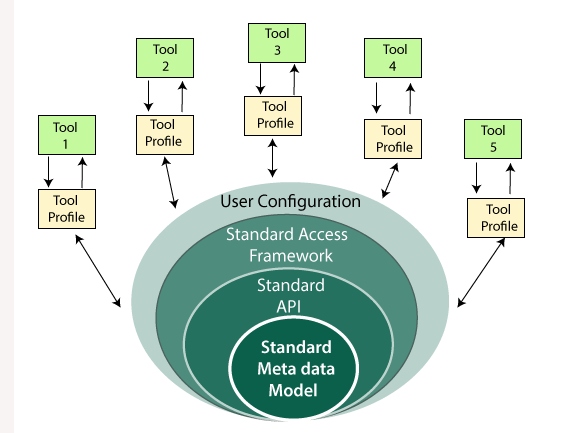 Tool
1
Tool
Profile
Tool
2
Tool
Profile
Tool
3
Tool
Profile
Tool
4
Tool
Profile
Tool
5
Tool
Profile
User Configuration
Standard Access
Framework
Standard
API
Standard
Meta data
Model